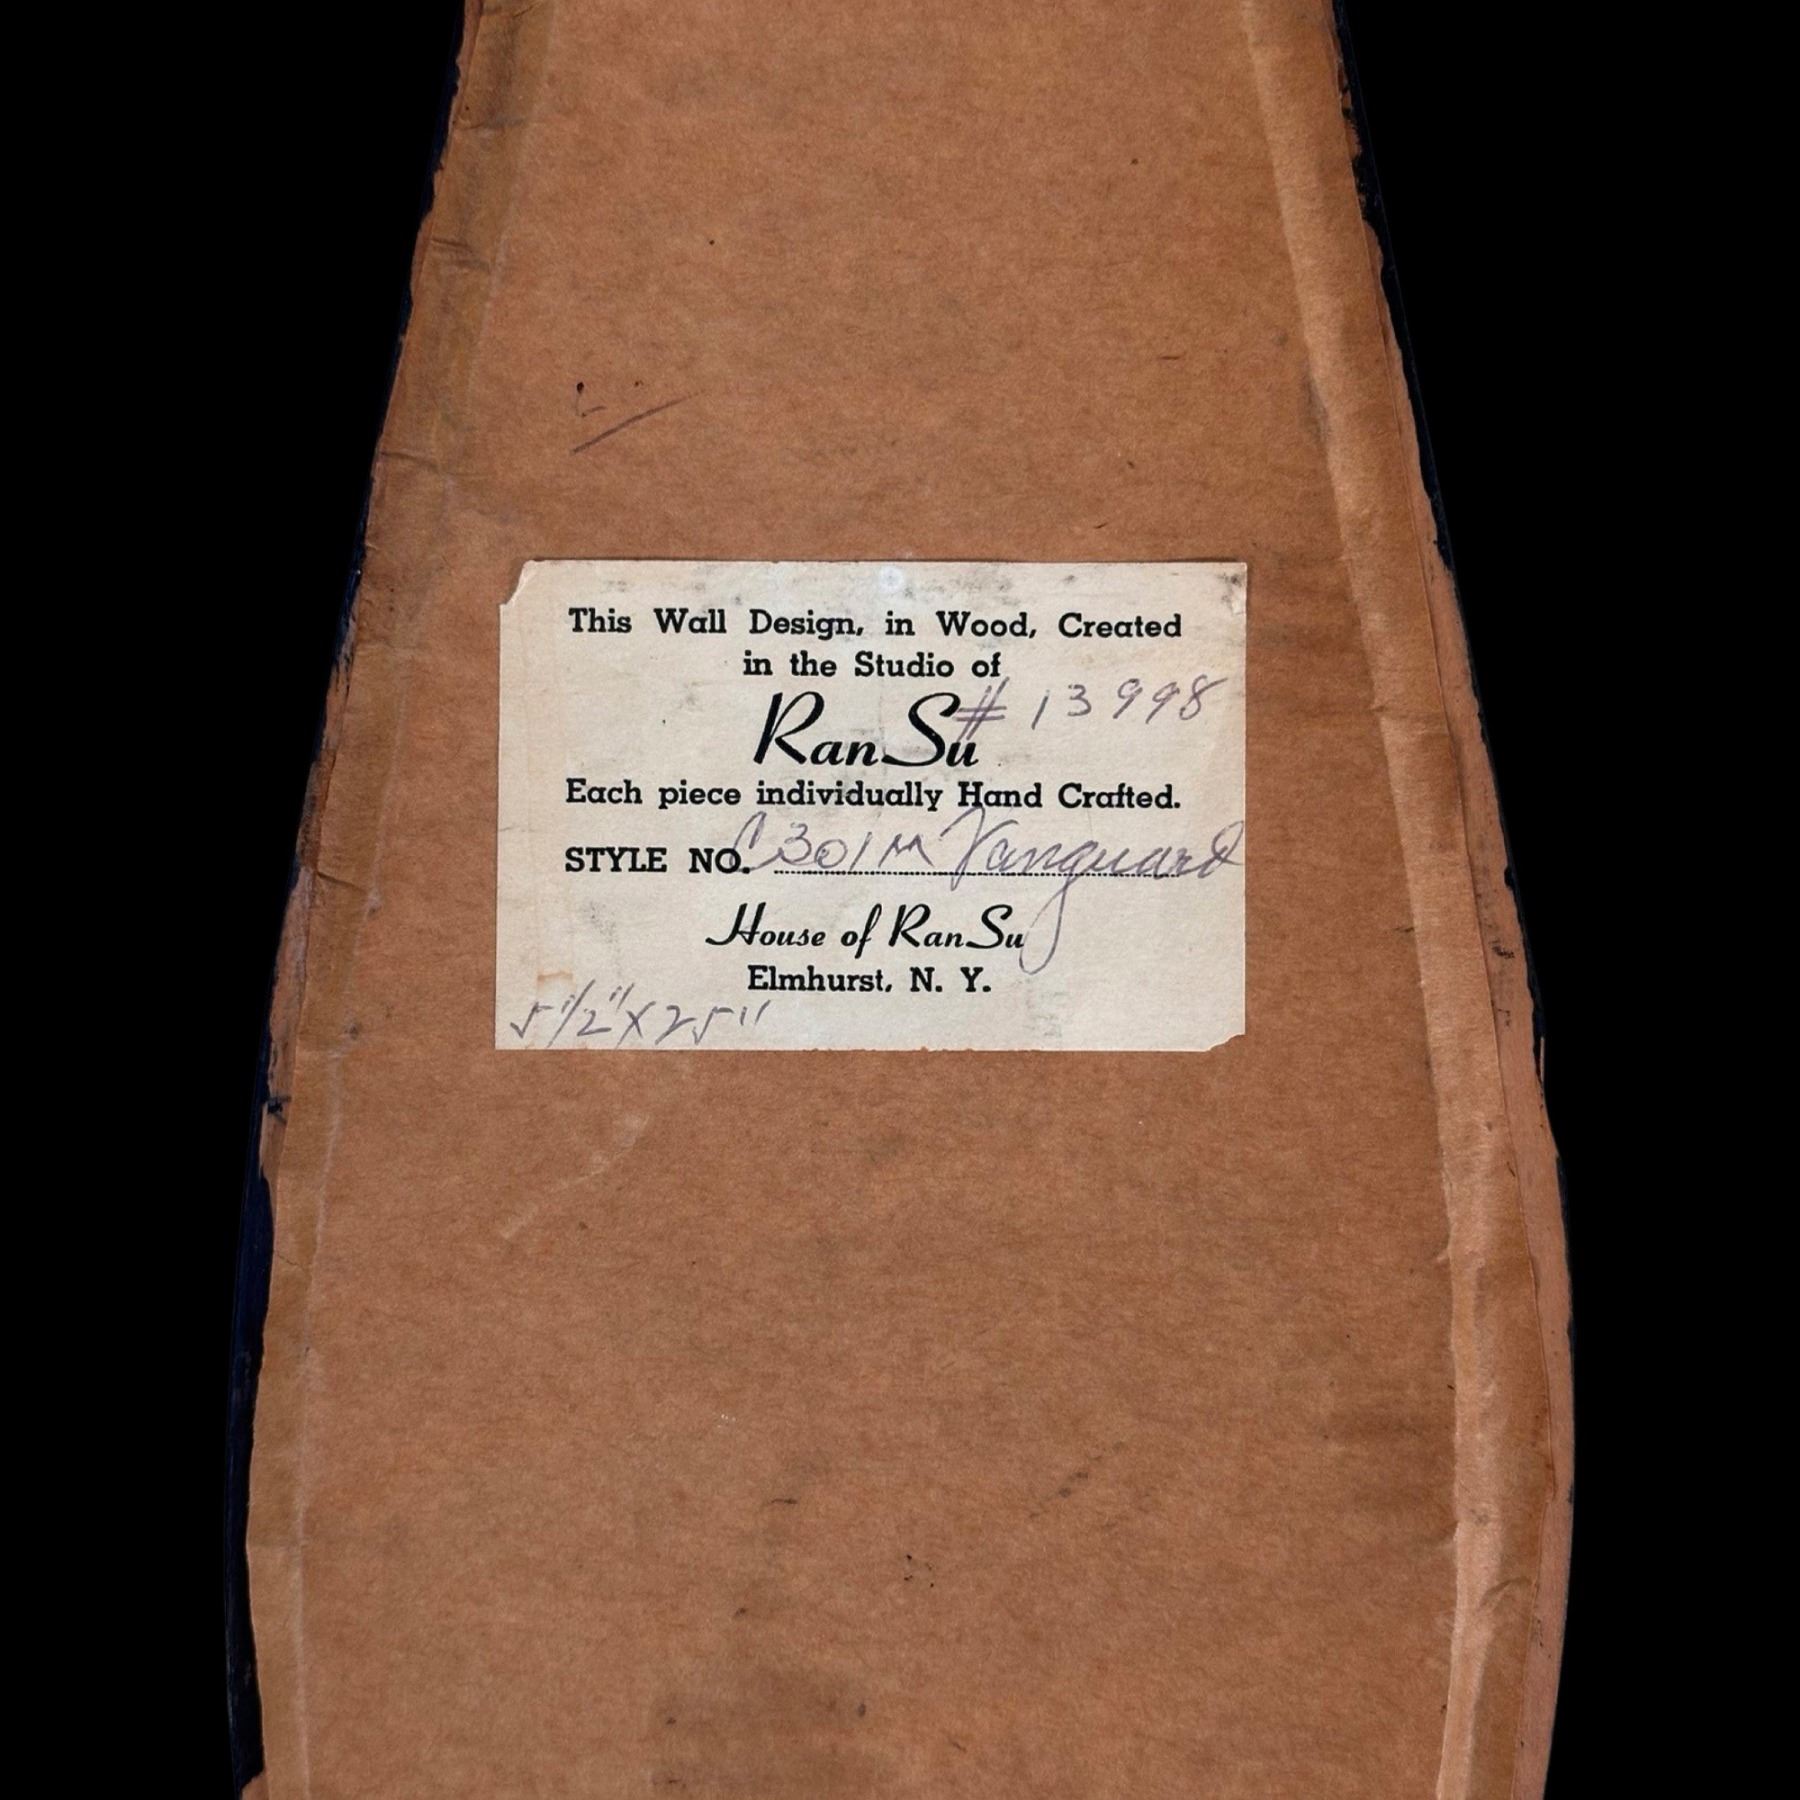 This Wall Design, in Wood, Created
in the Studio of
RanSu # 13998
Each piece individually Hand Crafted.
STYLE NO. C301M Vanguard
House of RanSu
Elmhurst, N. Y.
5 1/2" X 25"